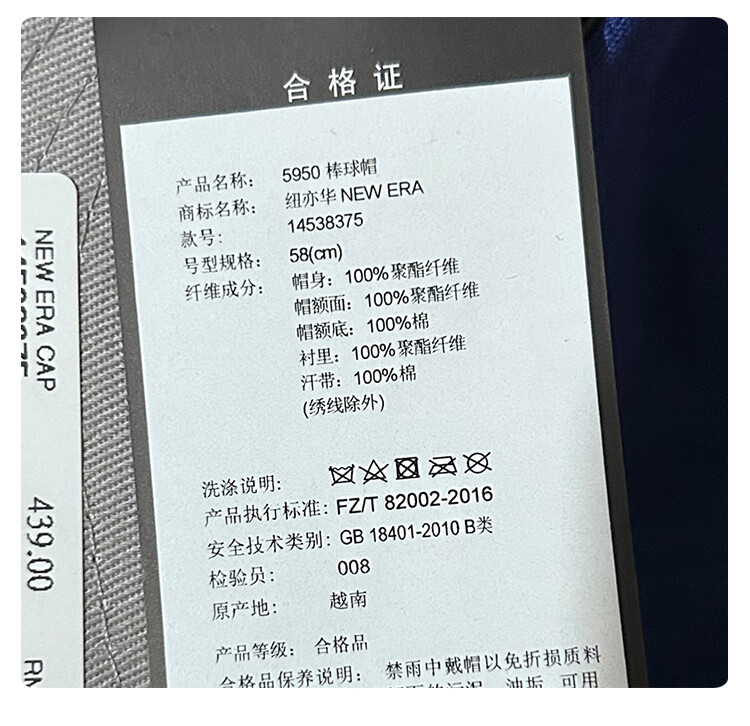 合格证
产品名称： 5950 棒球帽
商标名称： 纽亦华 NEW ERA
款号： 14538375
号型规格： 58(cm)
纤维成分： 帽身：100%聚酯纤维
帽额面：100%聚酯纤维
帽额底：100%棉
衬里：100%聚酯纤维
汗带：100%棉
(绣线除外)
洗涤说明：
产品执行标准：FZ/T 82002-2016
安全技术类别：GB 18401-2010 B类
检验员： 008
原产地： 越南
产品等级： 合格品
合格品保养说明： 禁雨中戴帽以免折损质料
油垢，可用
NEW ERA CAP
439.00